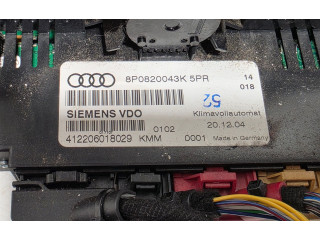 8P0820043K 5PR 14
018
52
SIEMENS VDO Klimavollautomat
0102 20.12.04
412206018029 KMM 0001 Made in Germany